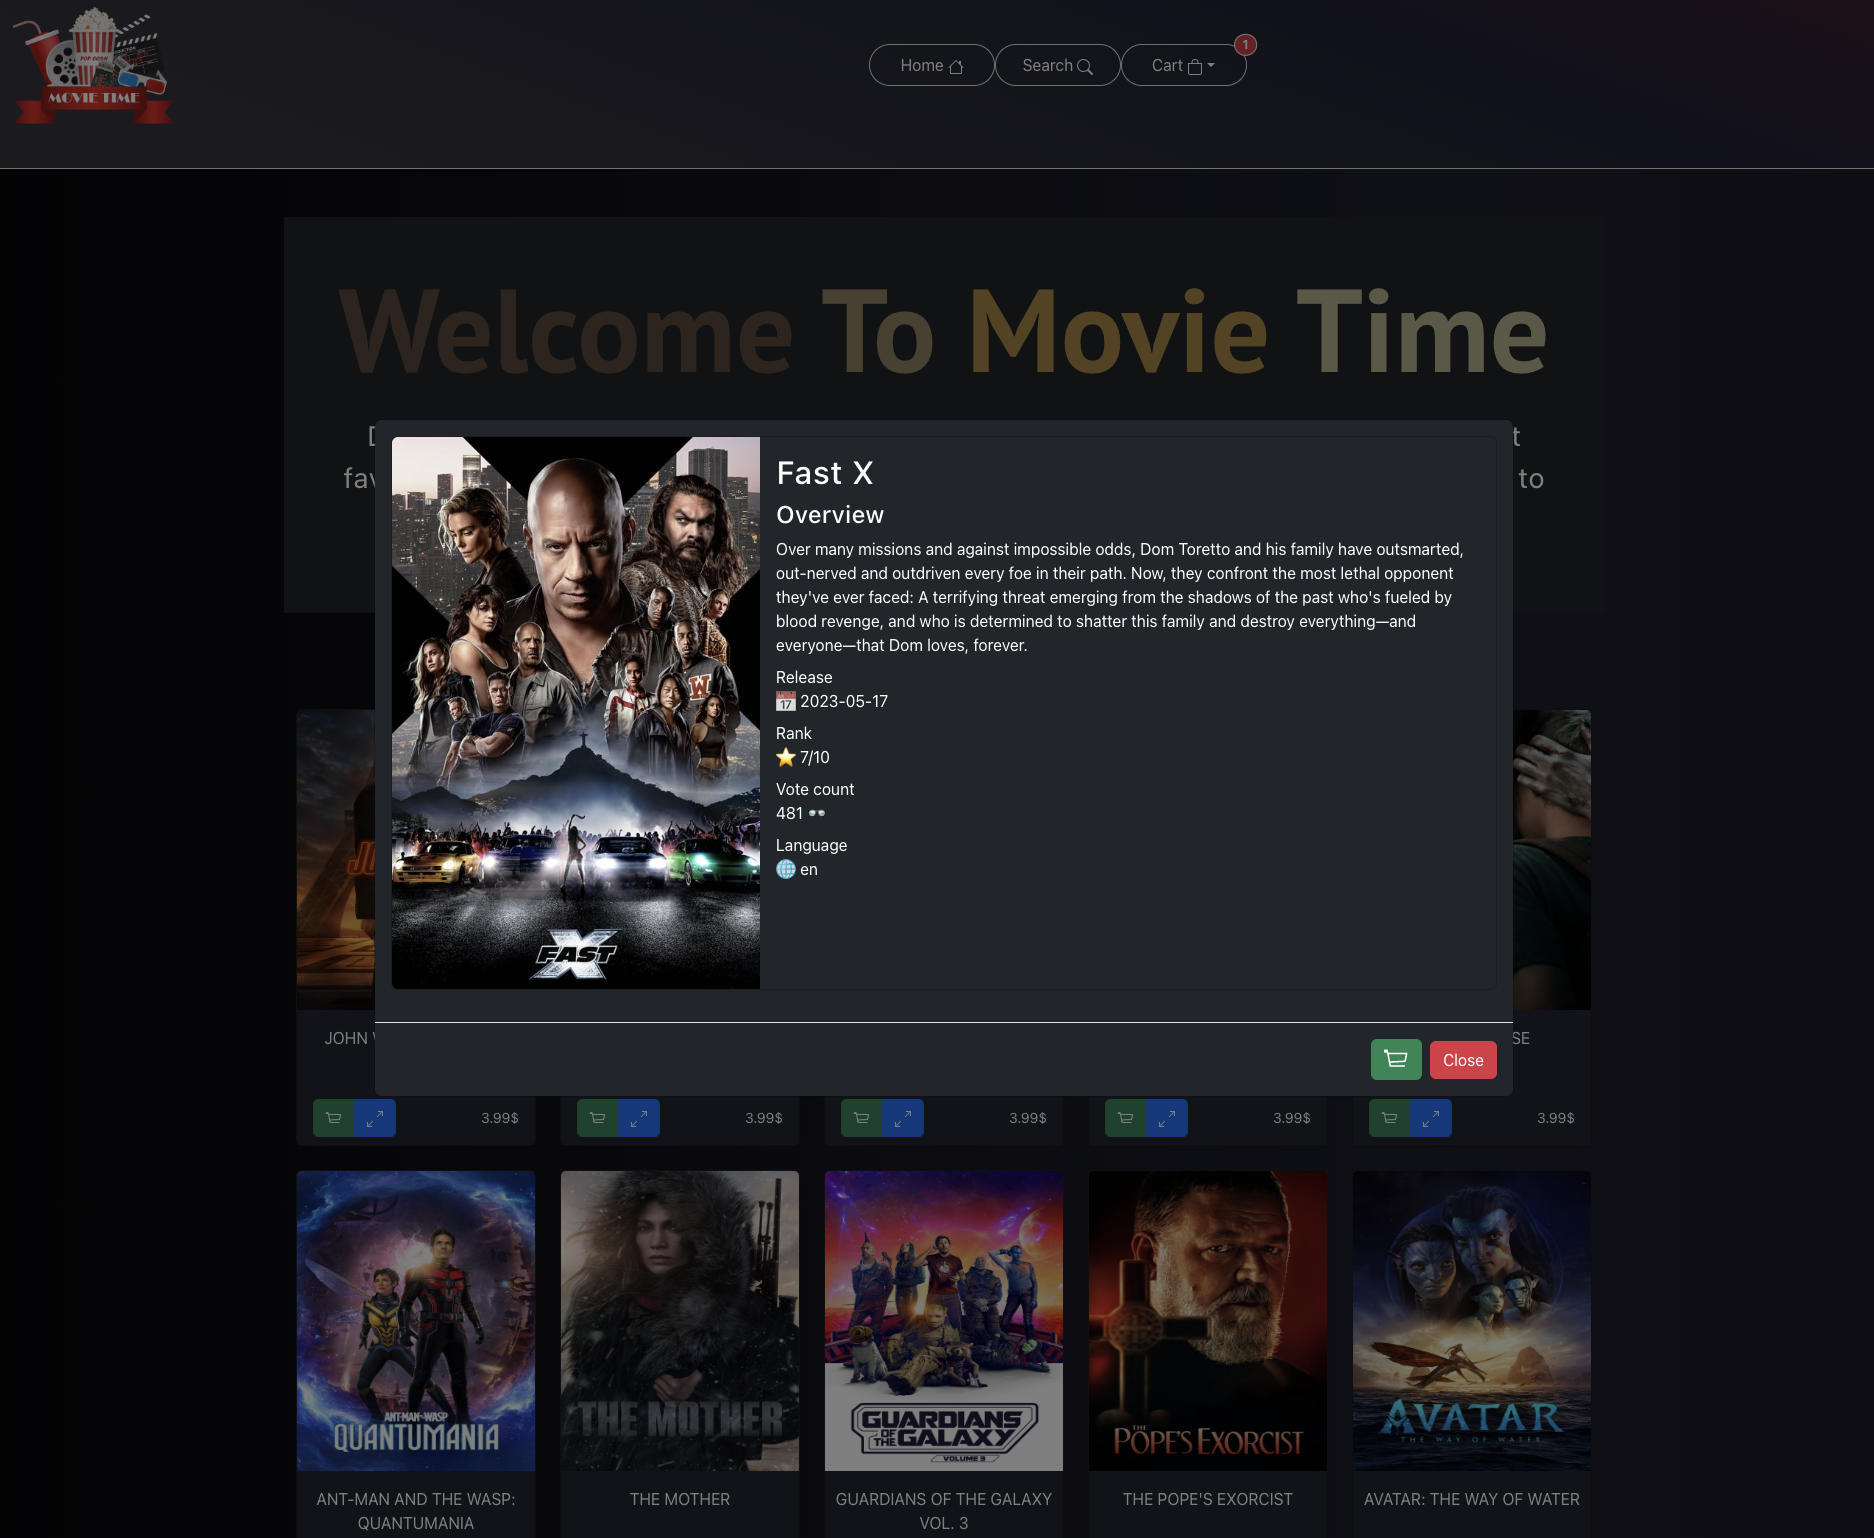 POP CORN
MOVIE TIME
Home
Search
Cart
1
Welcome To Movie Time
t
fav
to
Fast X
Overview
Over many missions and against impossible odds, Dom Toretto and his family have outsmarted,
out-nerved and outdriven every foe in their path. Now, they confront the most lethal opponent
they've ever faced: A terrifying threat emerging from the shadows of the past who's fueled by
blood revenge, and who is determined to shatter this family and destroy everything—and
everyone—that Dom loves, forever.
Release
17 2023-05-17
Rank
7/10
Vote count
481
Language
en
W
FAST X
JOHN
SE
Close
3.99$ 3.99$ 3.99$ 3.99$ 3.99$
ANT-MAN AND THE WASP
QUANTUMANIA
THE MOTHER
GUARDIANS
OF THE GALAXY
VOLUME 3
THE
POPE'S EXORCIST
AVATAR
THE WAY OF WATER
ANT-MAN AND THE WASP:
QUANTUMANIA
THE MOTHER
GUARDIANS OF THE GALAXY
VOL. 3
THE POPE'S EXORCIST
AVATAR: THE WAY OF WATER